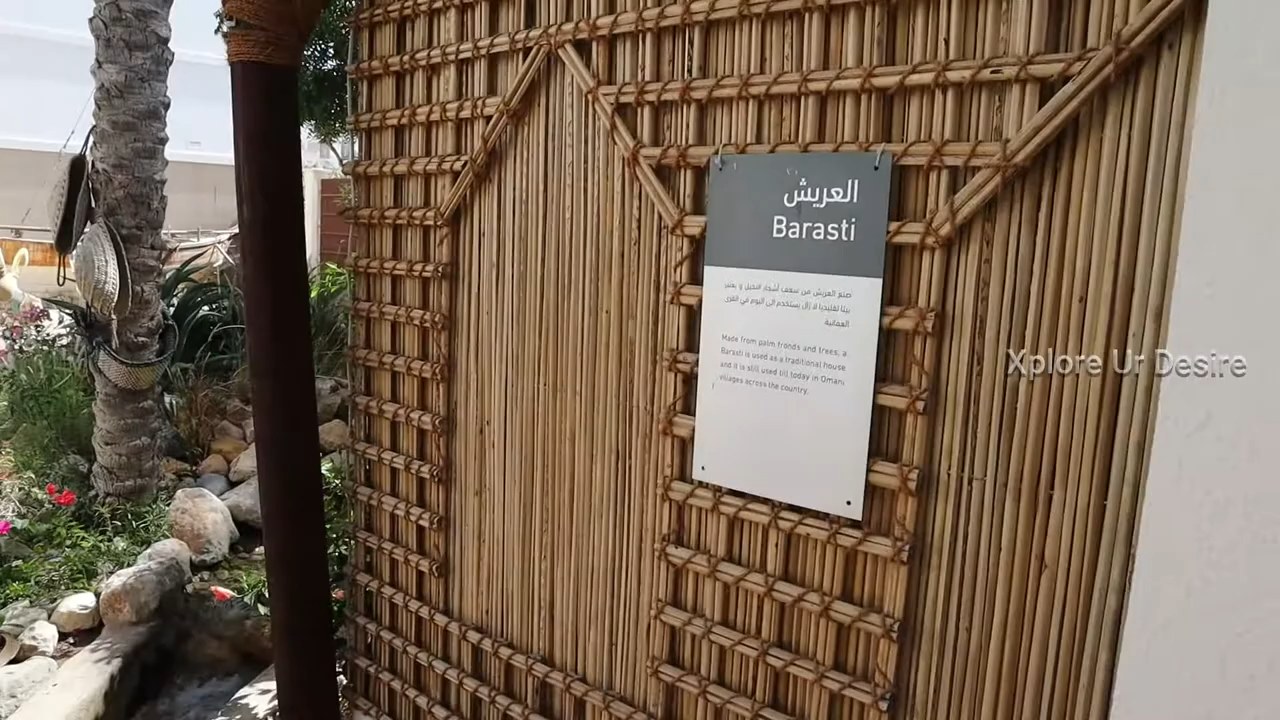 العريش
Barasti
صنع العريش من سعف أشجار النخيل و يعتبر
بيتا تقليديا لا زال يستخدم الى اليوم في القرى
العمانية
Made from palm fronds and trees, a
Barasti is used as a traditional house
and it is still used (il) today in Omani
villages across the country.
Xplore Ur Desire